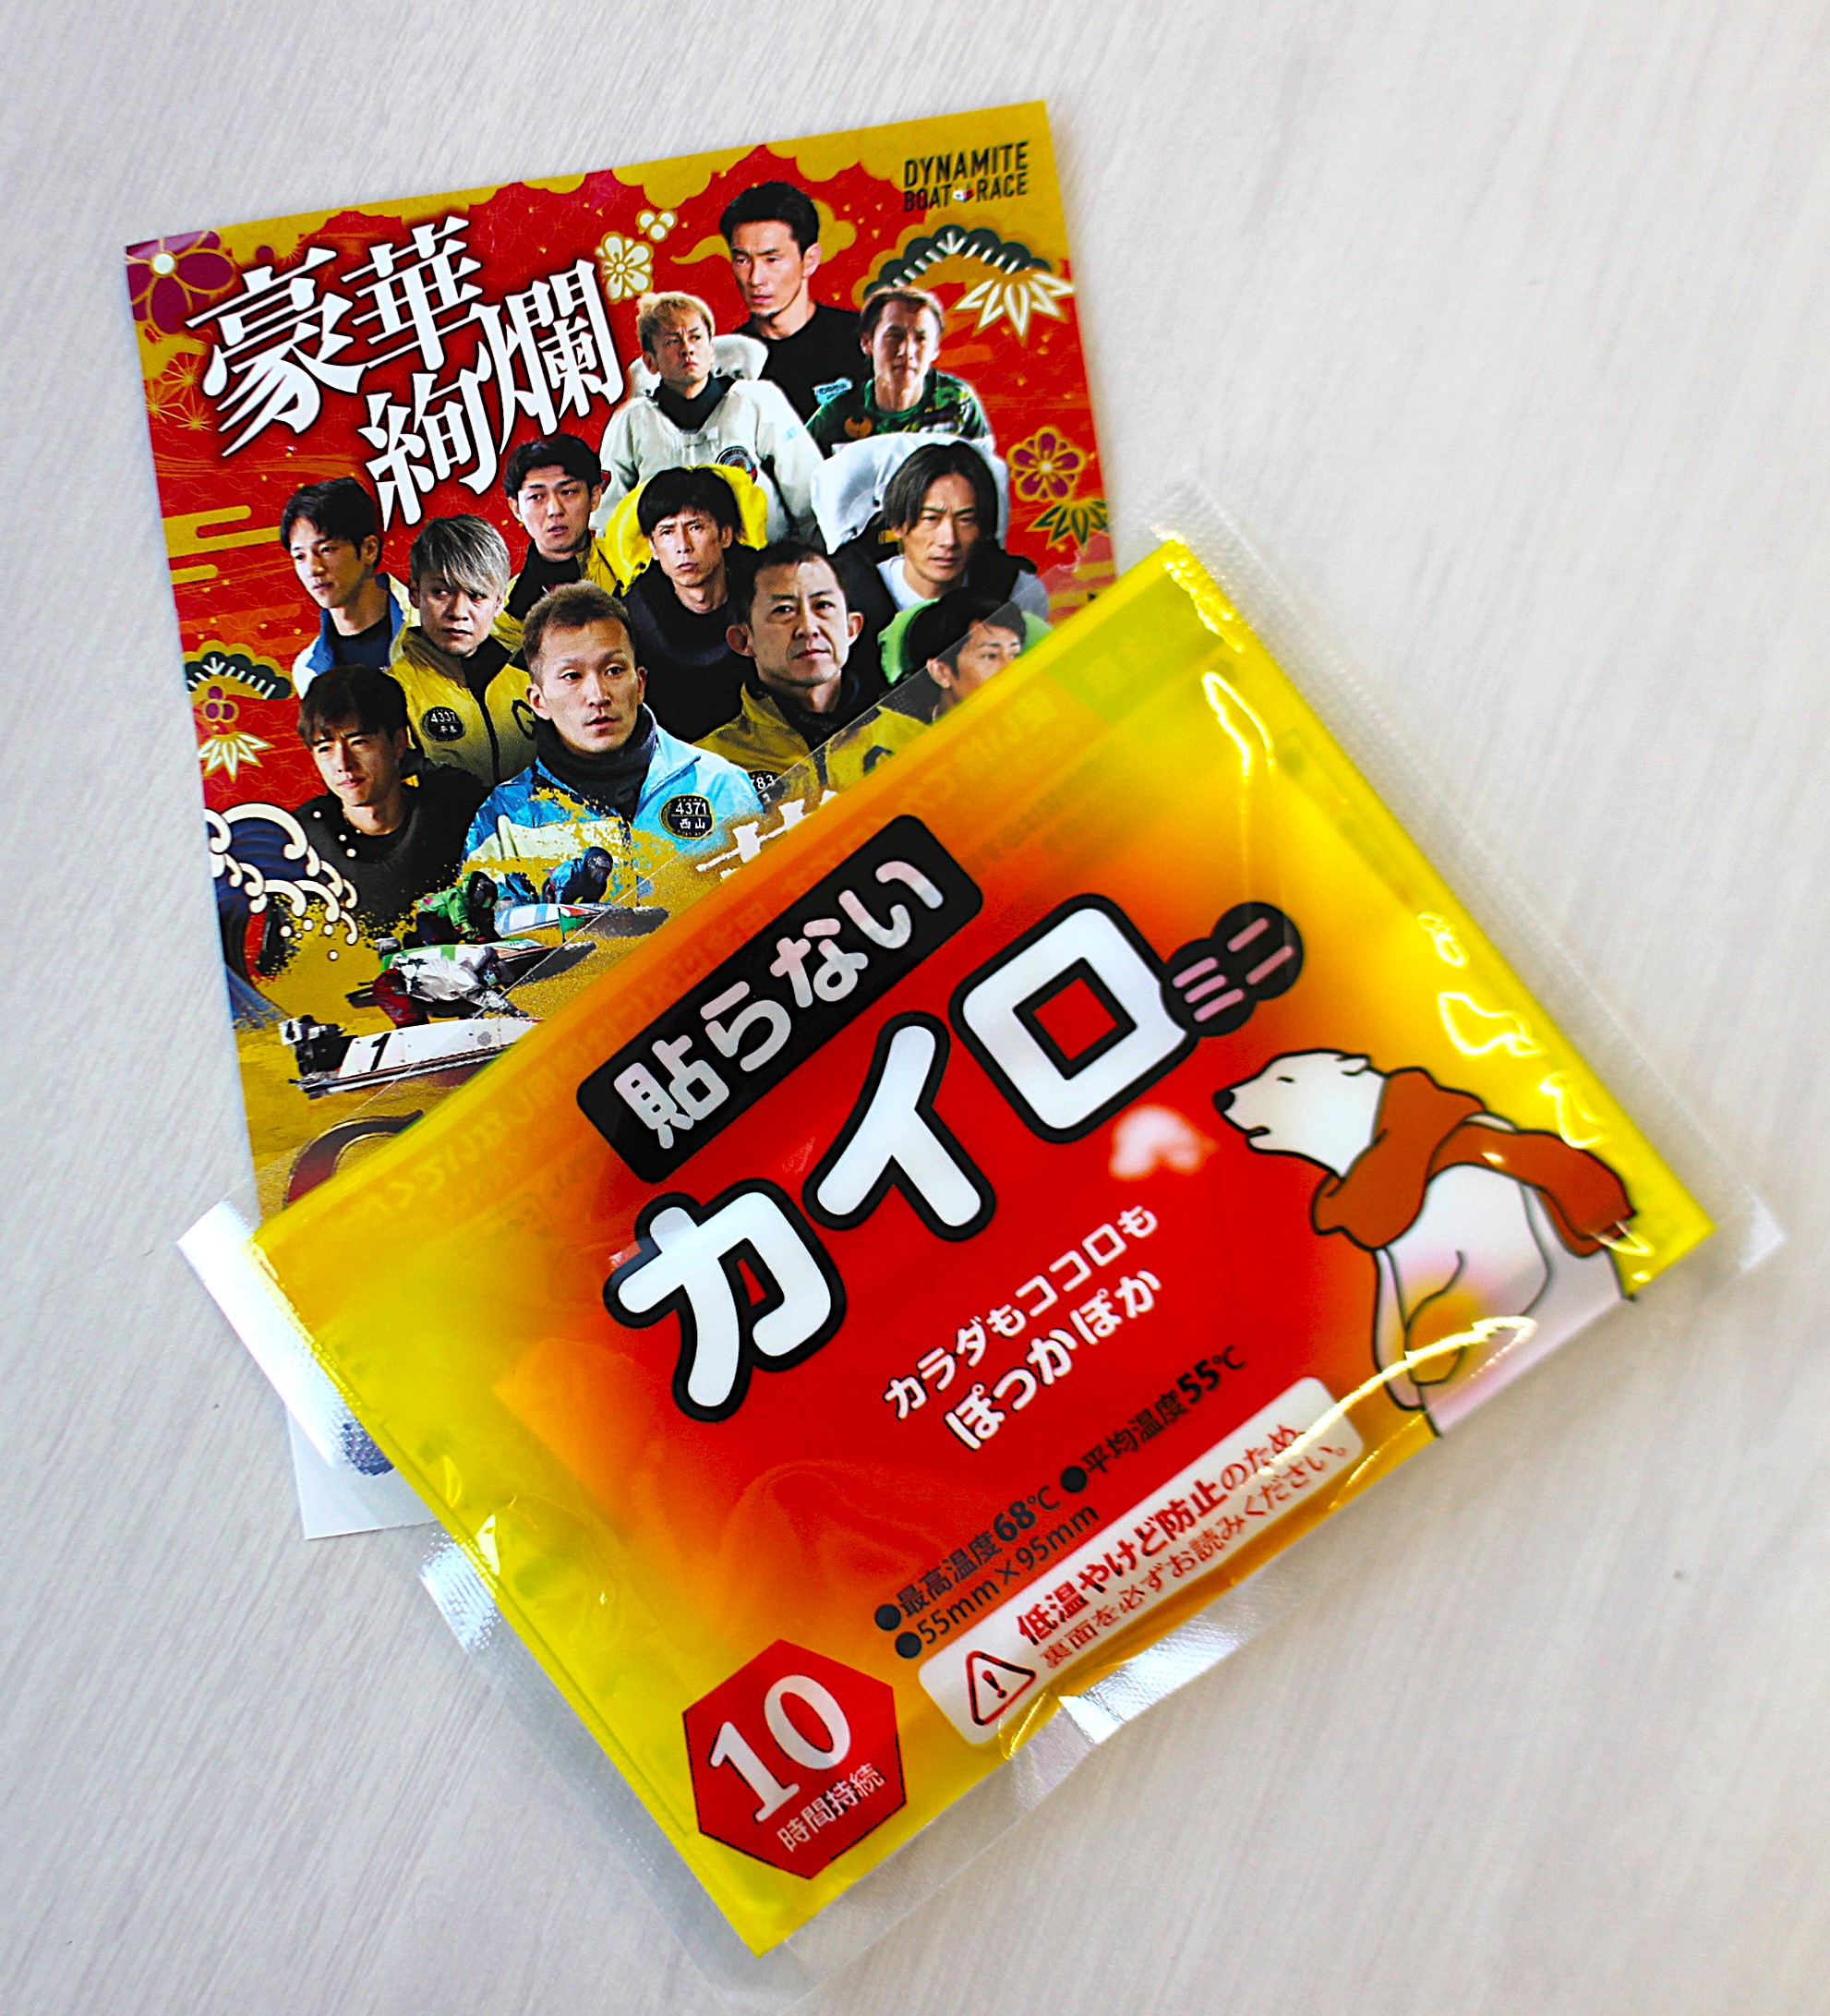 DYNAMITE
BOAT RACE
豪華
絢爛
4337
4371
西山
1
貼らない
カイロ
ミニ
カラダもココロも
ぽっかぽか
●最高温度68℃ ●平均温度55℃
●55mm×95mm
低温やけど防止のため、
裏面を必ずお読みください。
10
時間持続